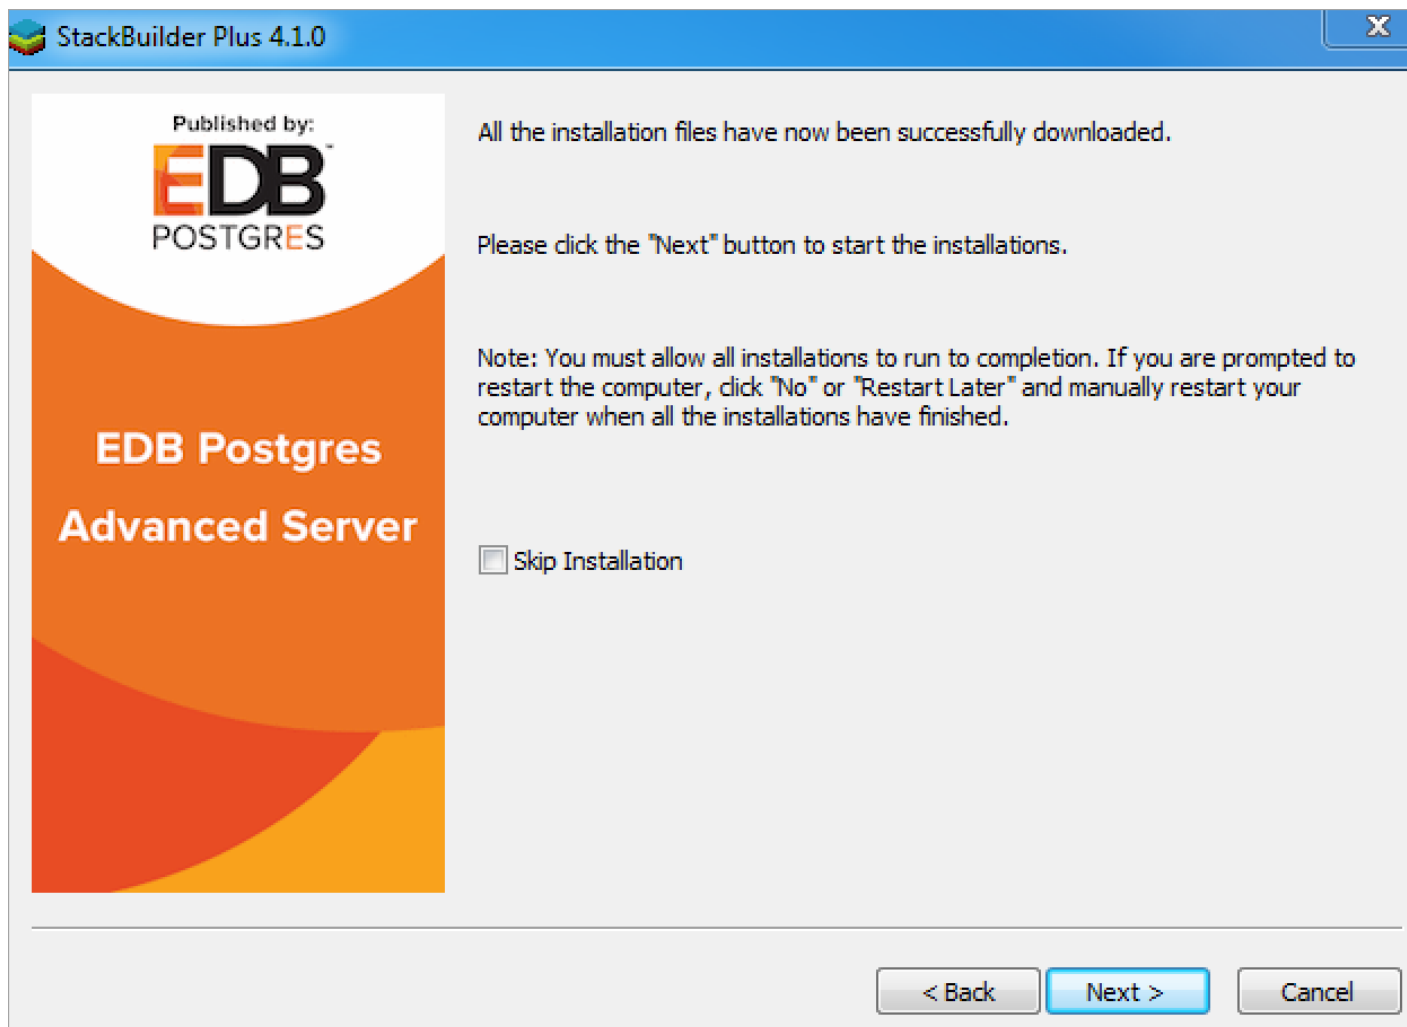 StackBuilder Plus 4.1.0
X
Published by:
EDB™
POSTGRES
EDB Postgres
Advanced Server
All the installation files have now been successfully downloaded.
Please click the "Next" button to start the installations.
Note: You must allow all installations to run to completion. If you are prompted to
restart the computer, click "No" or "Restart Later" and manually restart your
computer when all the installations have finished.
Skip Installation
< Back
Next >
Cancel